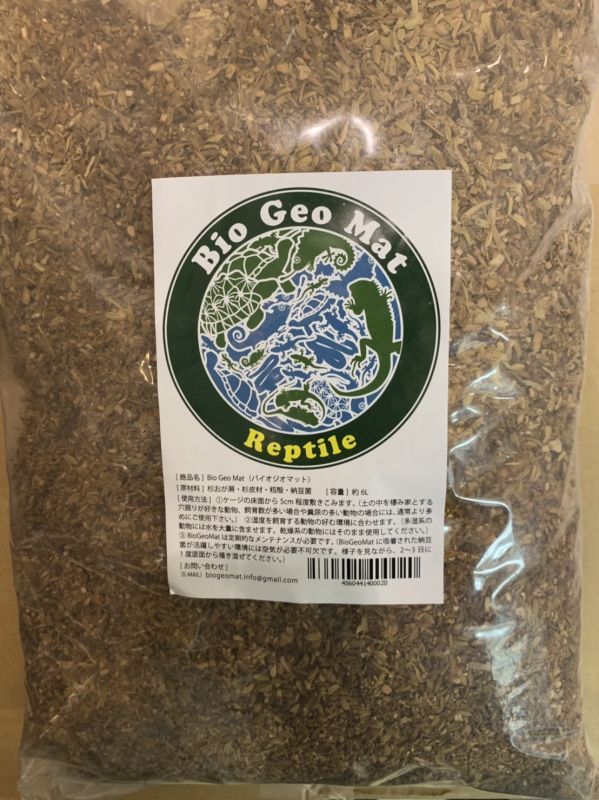 Bio Geo Mat
Reptile
[ 商品名 ] Bio Geo Mat（バイオジオマット）
[ 原材料 ] 杉おが屑・杉皮材・籾殻・納豆菌　[ 容量 ] 約 6L
[ 使用方法 ] ①ケージの床面から 5cm 程度敷きこみます。（土の中を棲み家とする
穴掘りが好きな動物、飼育数が多い場合や糞尿の多い動物の場合には、通常より多
めにご使用下さい。） ②湿度を飼育する動物の好む環境に合わせます。（多湿系の
動物には水を大量に含ませます。乾燥系の動物にはそのまま使用してください。）
③ BioGeoMat は定期的なメンテナンスが必要です。（BioGeoMat に吸着された納豆
菌が活躍しやすい環境には空気が必要不可欠です。様子を見ながら、2～3 日に
1 度底面から掻き混ぜてください。）
[ お問い合わせ ]
（E-MAIL） biogeomat.info@gmail.com
4560441400020